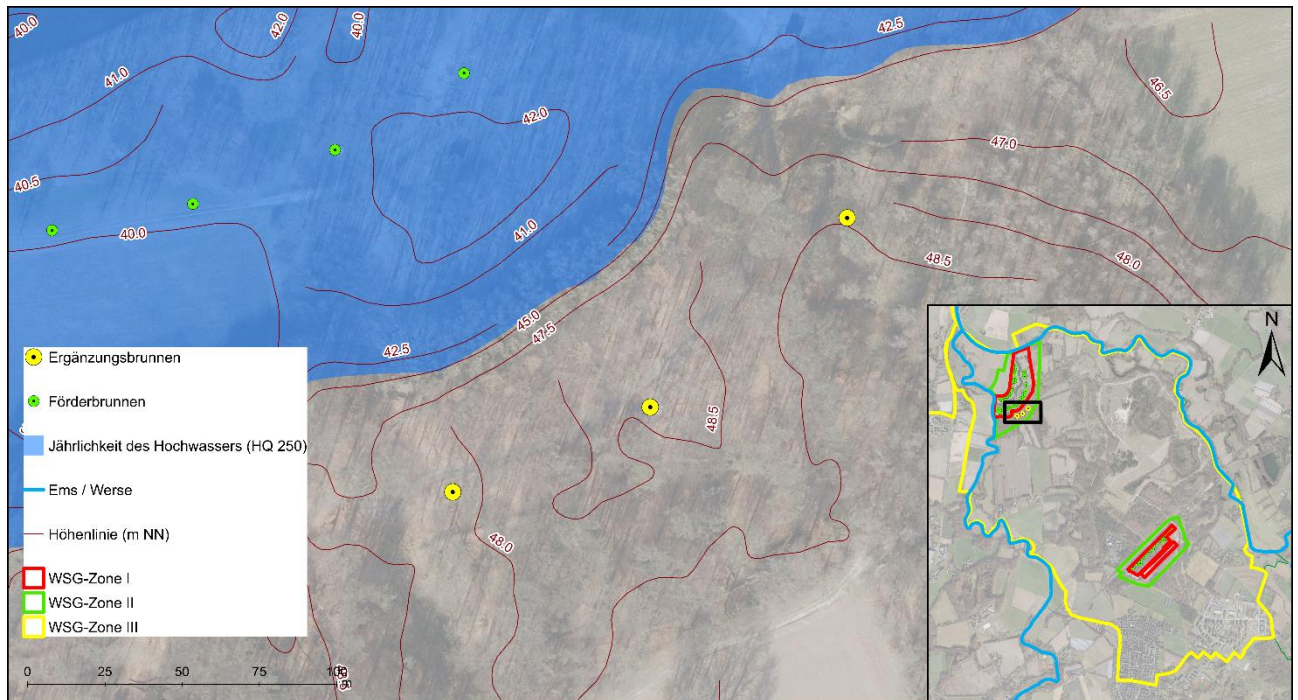 40.0
42.0
40.0
42.5
41.0
46.5
42.0
47.0
40.5
41.0
40.0
48.5
48.0
45.0
47.5
42.5
48.5
48.0
Ergänzungsbrunnen
Förderbrunnen
Jährlichkeit des Hochwassers (HQ 250)
Ems / Werse
Höhenlinie (m NN)
WSG-Zone I
WSG-Zone II
WSG-Zone III
0 25 50 75 100
m
N